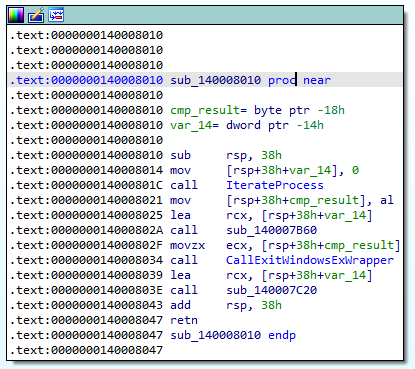 .text:0000000140008010
.text:0000000140008010
.text:0000000140008010
.text:0000000140008010 sub_140008010 proc near
.text:0000000140008010
.text:0000000140008010 cmp_result= byte ptr -18h
.text:0000000140008010 var_14= dword ptr -14h
.text:0000000140008010
.text:0000000140008010 sub     rsp, 38h
.text:0000000140008014 mov     [rsp+38h+var_14], 0
.text:000000014000801C call    IterateProcess
.text:0000000140008021 mov     [rsp+38h+cmp_result], al
.text:0000000140008025 lea     rcx, [rsp+38h+var_14]
.text:000000014000802A call    sub_140007B60
.text:000000014000802F movzx   ecx, [rsp+38h+cmp_result]
.text:0000000140008034 call    CallExitWindowsExWrapper
.text:0000000140008039 lea     rcx, [rsp+38h+var_14]
.text:000000014000803E call    sub_140007C20
.text:0000000140008043 add     rsp, 38h
.text:0000000140008047 retn
.text:0000000140008047 sub_140008010 endp
.text:0000000140008047